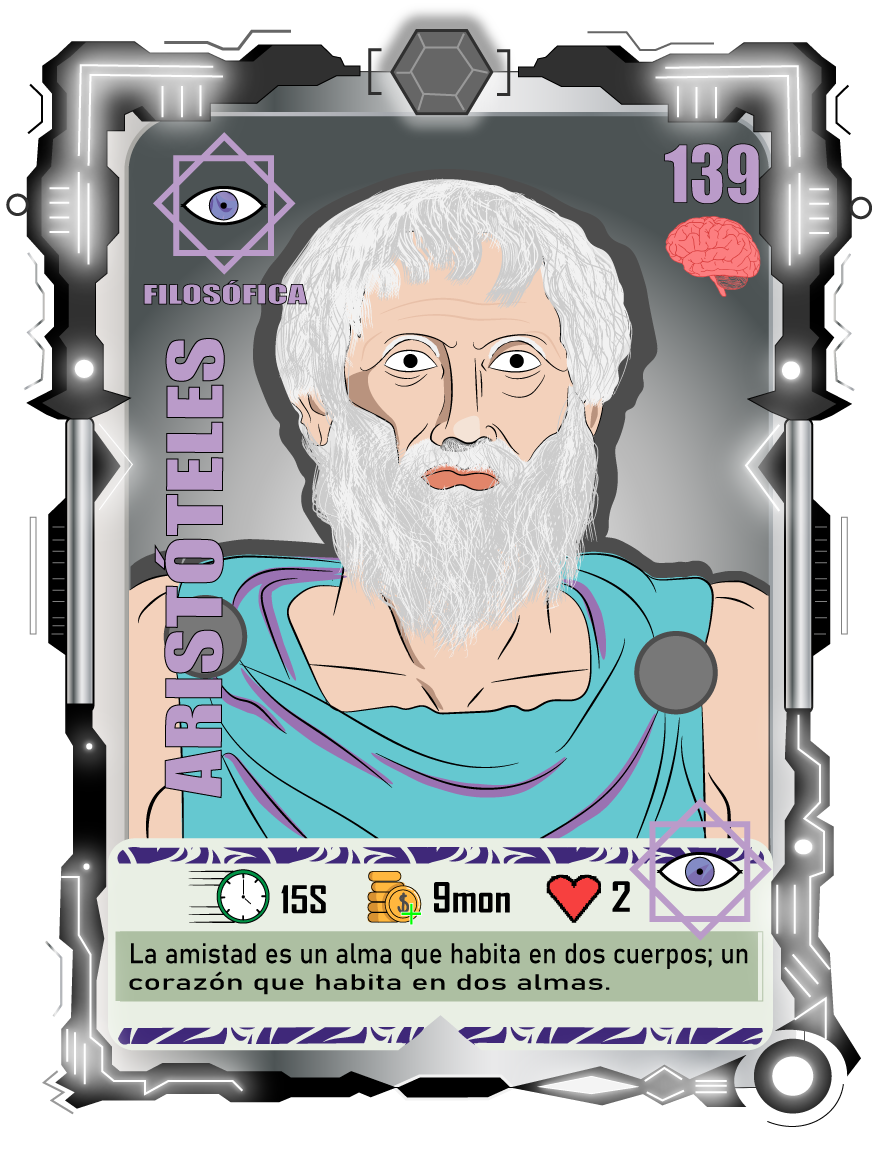 139
FILOSÓFICA
ARISTÓTELES
15S 9mon 2
La amistad es un alma que habita en dos cuerpos; un
corazón que habita en dos almas.